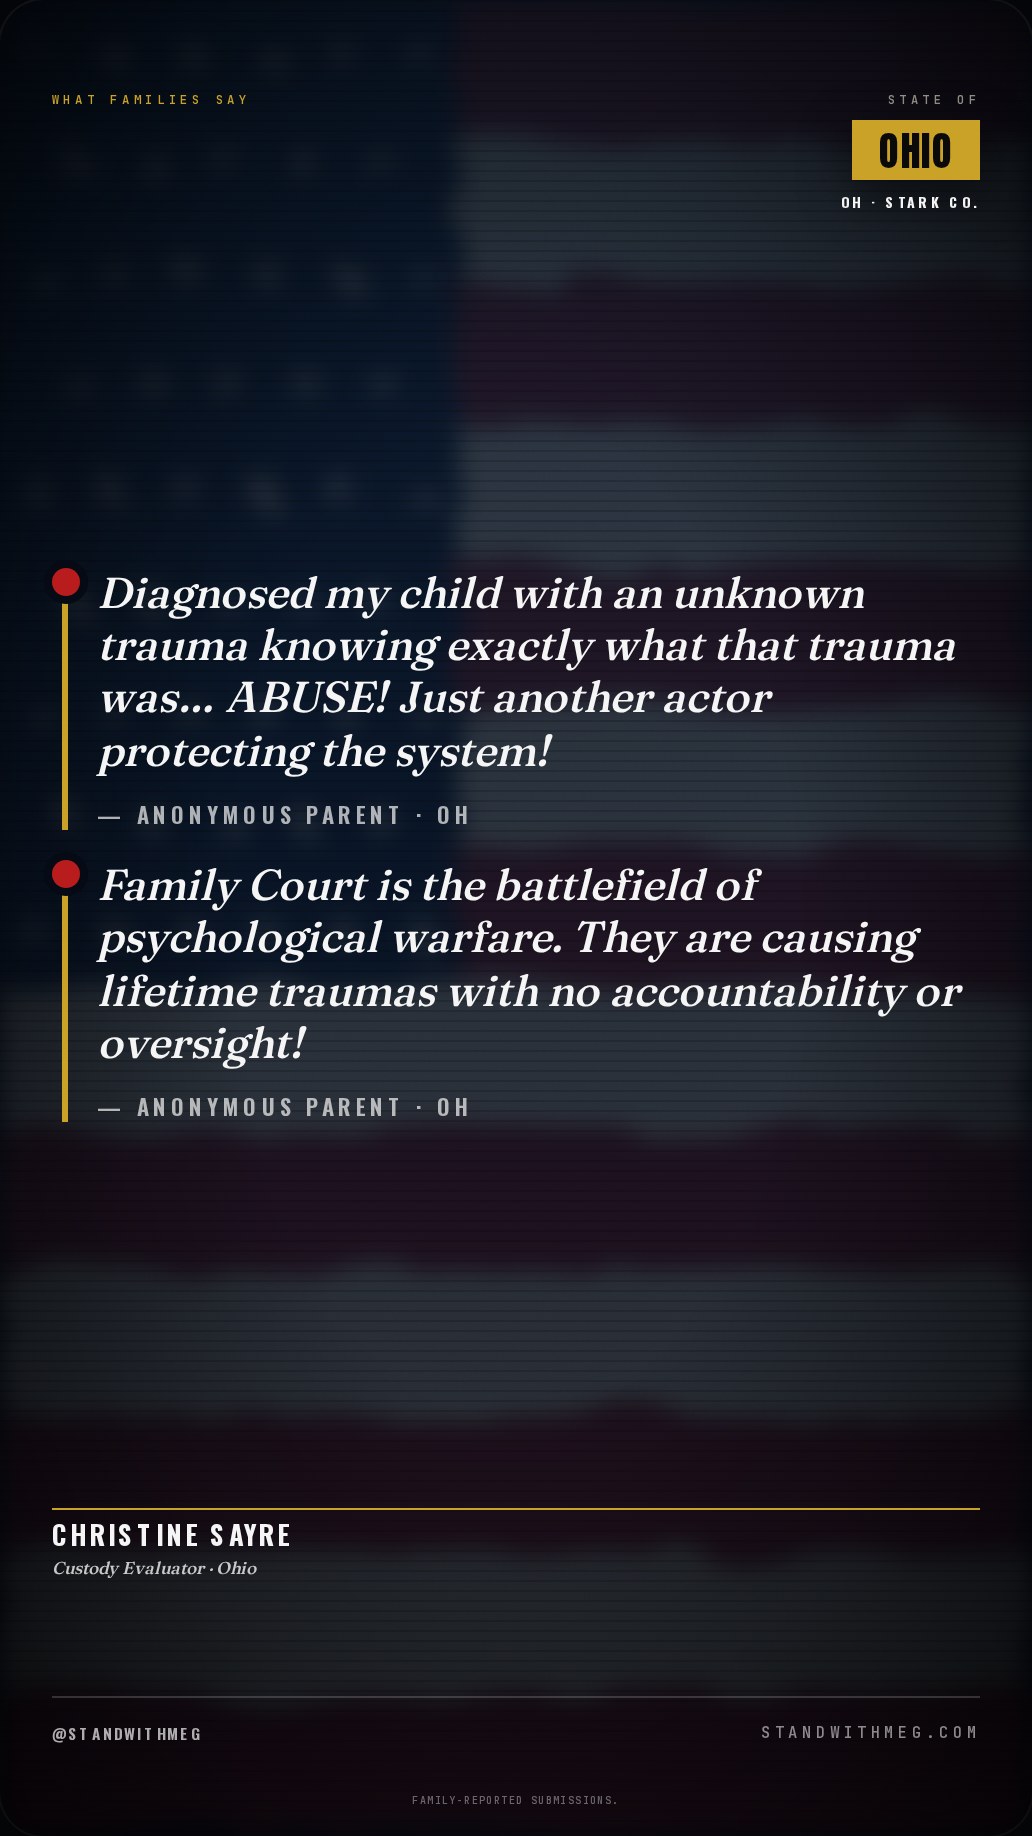 WHAT FAMILIES SAY
STATE OF
OHIO
OH · STARK CO.
Diagnosed my child with an unknown
trauma knowing exactly what that trauma
was... ABUSE! Just another actor
protecting the system!
— ANONYMOUS PARENT · OH
Family Court is the battlefield of
psychological warfare. They are causing
lifetime traumas with no accountability or
oversight!
— ANONYMOUS PARENT · OH
CHRISTINE SAYRE
Custody Evaluator · Ohio
@STANDWITHMEG
STANDWITHMEG.COM
FAMILY-REPORTED SUBMISSIONS.